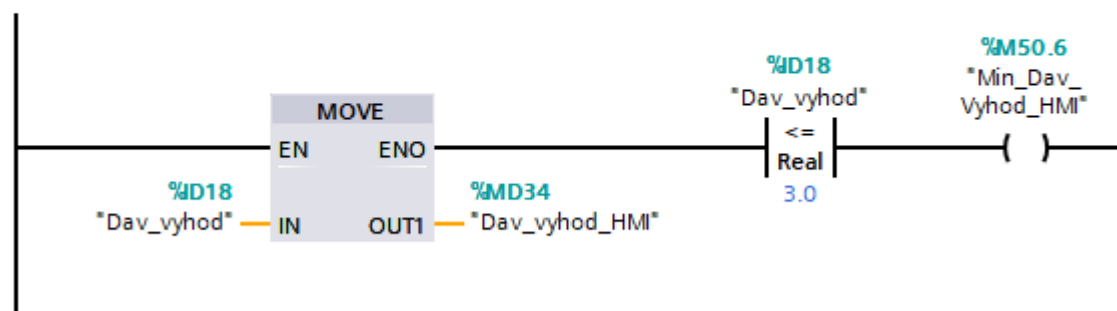 %M50.6
%ID18
"Min_Dav_
"Dav_vyhod"
Vyhod_HMI"
MOVE
<=
EN ENO
Real
%ID18
%MD34
3.0
"Dav_vyhod"
IN OUT1
"Dav_vyhod_HMI"